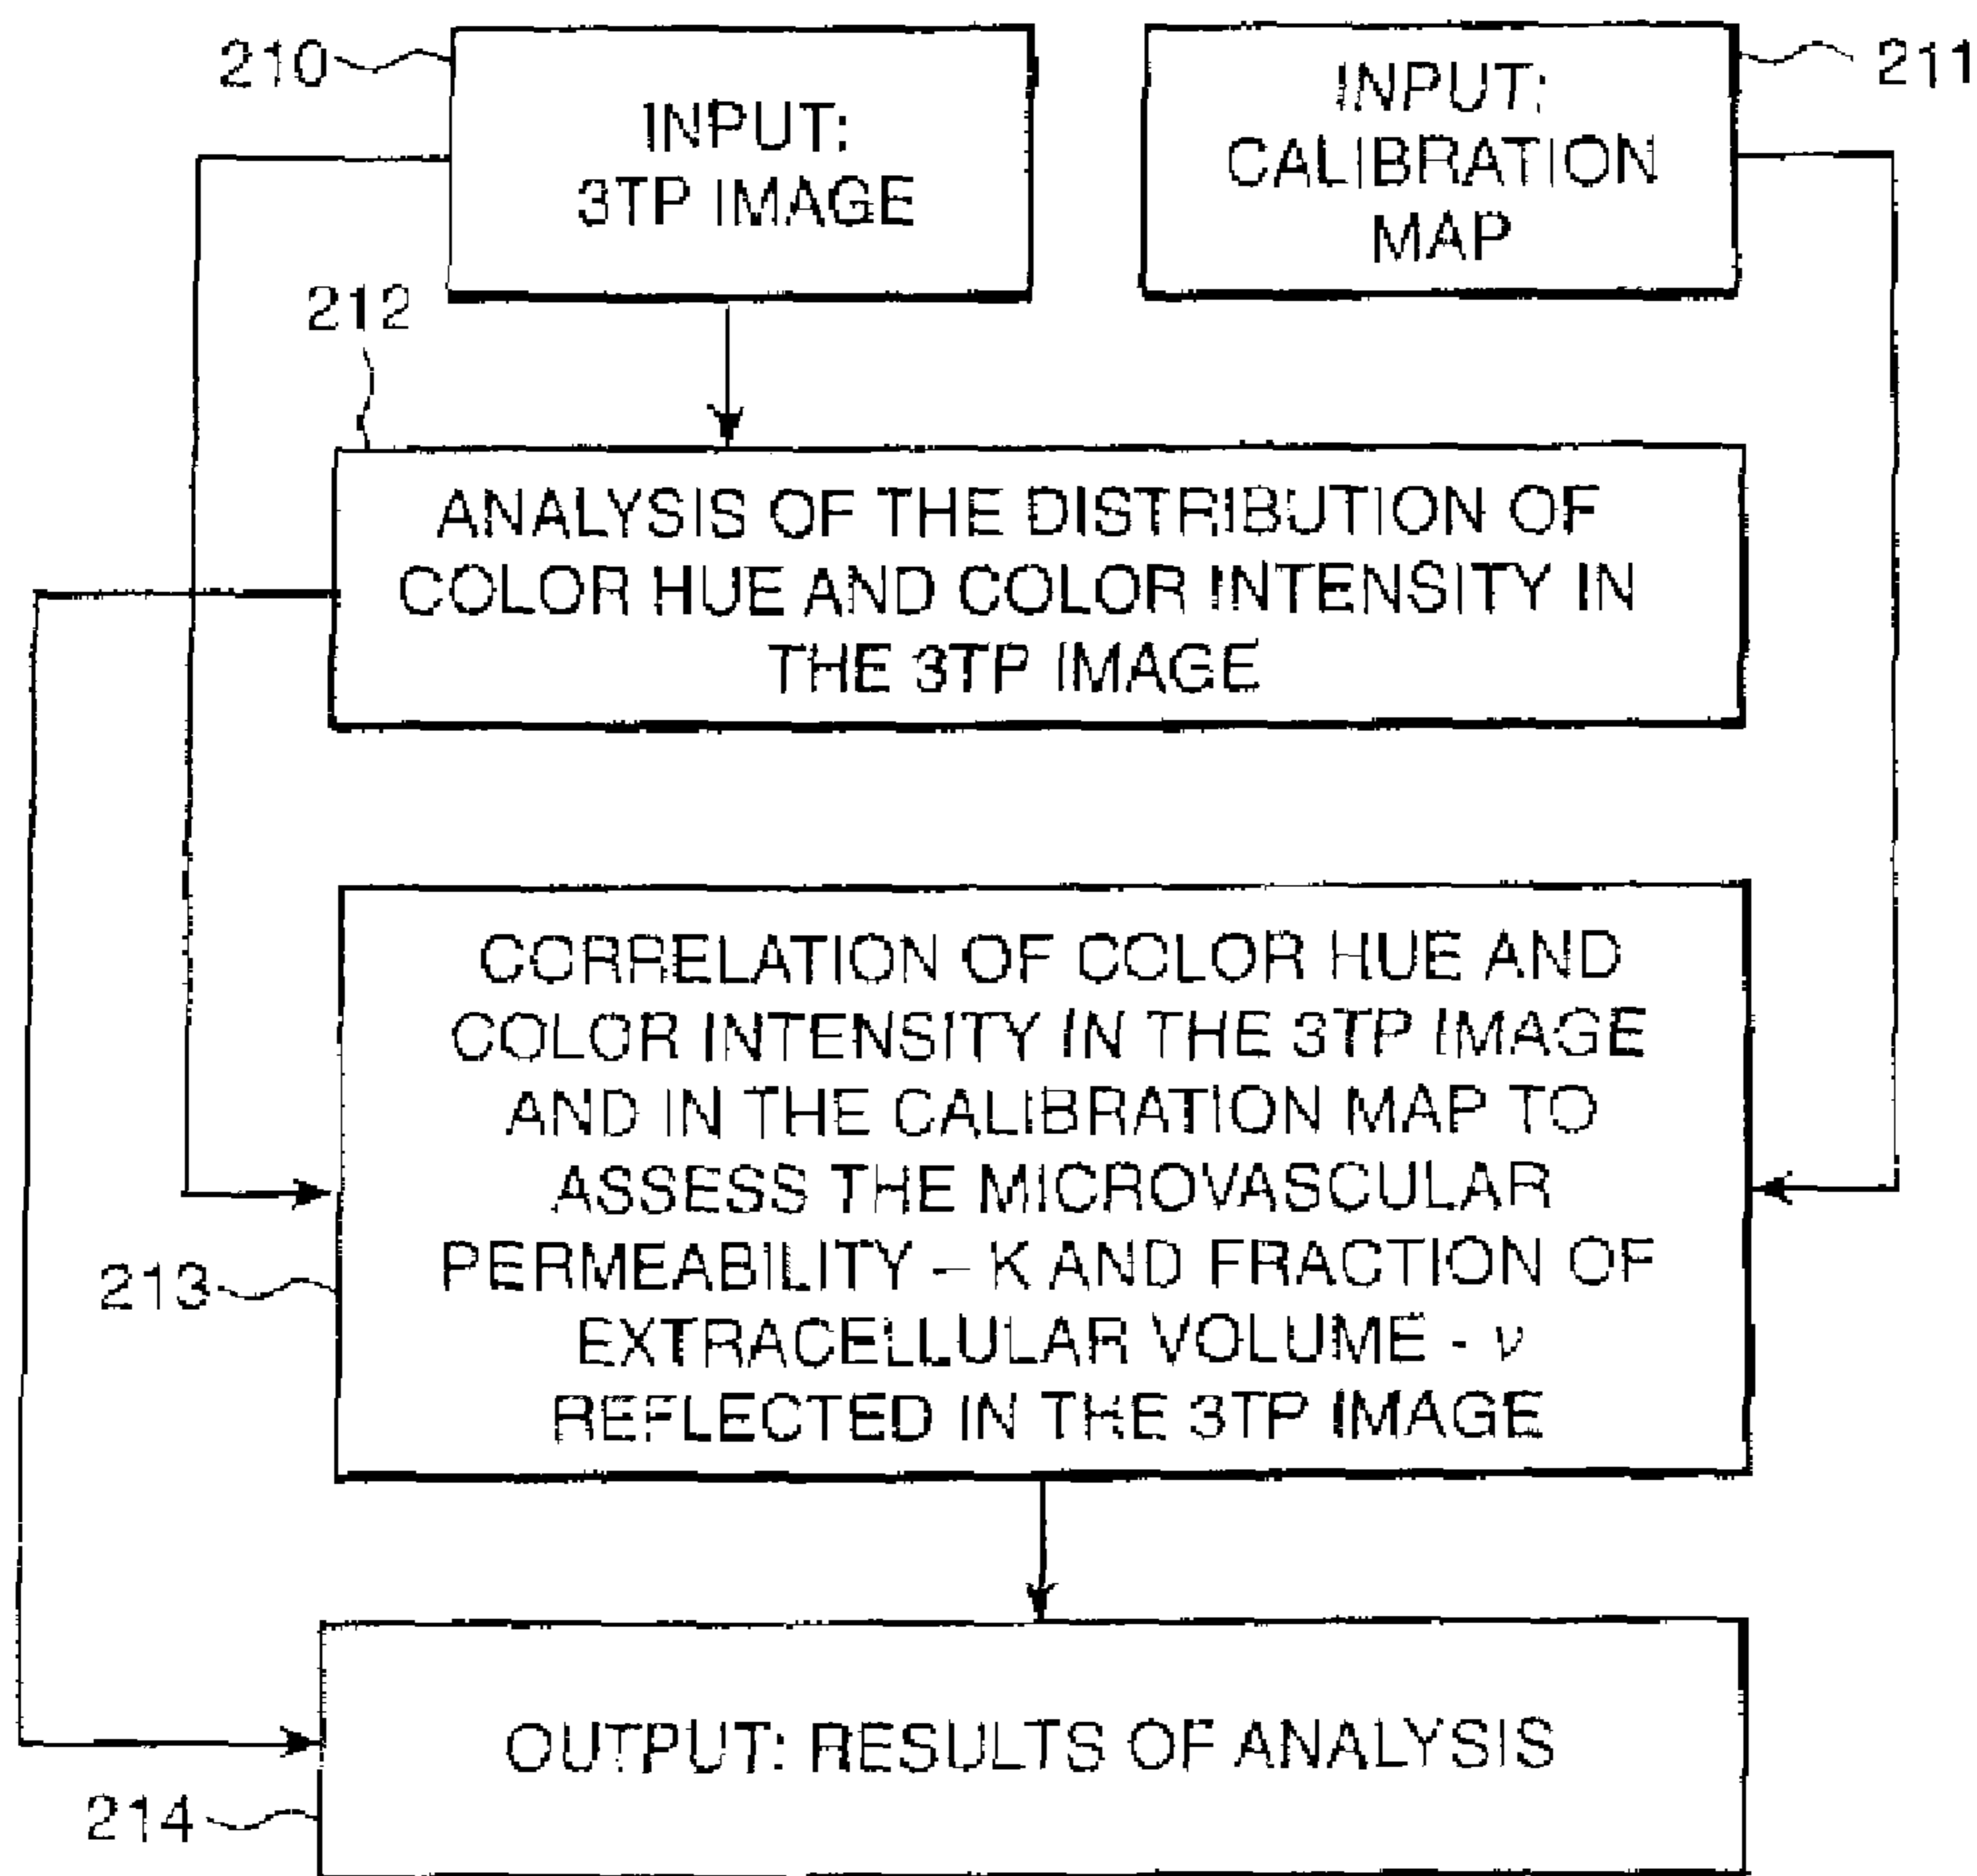 210
INPUT:
3TP IMAGE
INPUT:
CALIBRATION
MAP
211
212
ANALYSIS OF THE DISTRIBUTION OF
COLOR HUE AND COLOR INTENSITY IN
THE 3TP IMAGE
CORRELATION OF COLOR HUE AND
COLOR INTENSITY IN THE 3TP IMAGE
AND IN THE CALIBRATION MAP TO
ASSESS THE MICROVASCULAR
PERMEABILITY – K AND FRACTION OF
EXTRACELLULAR VOLUME - ν
REFLECTED IN THE 3TP IMAGE
213
OUTPUT: RESULTS OF ANALYSIS
214